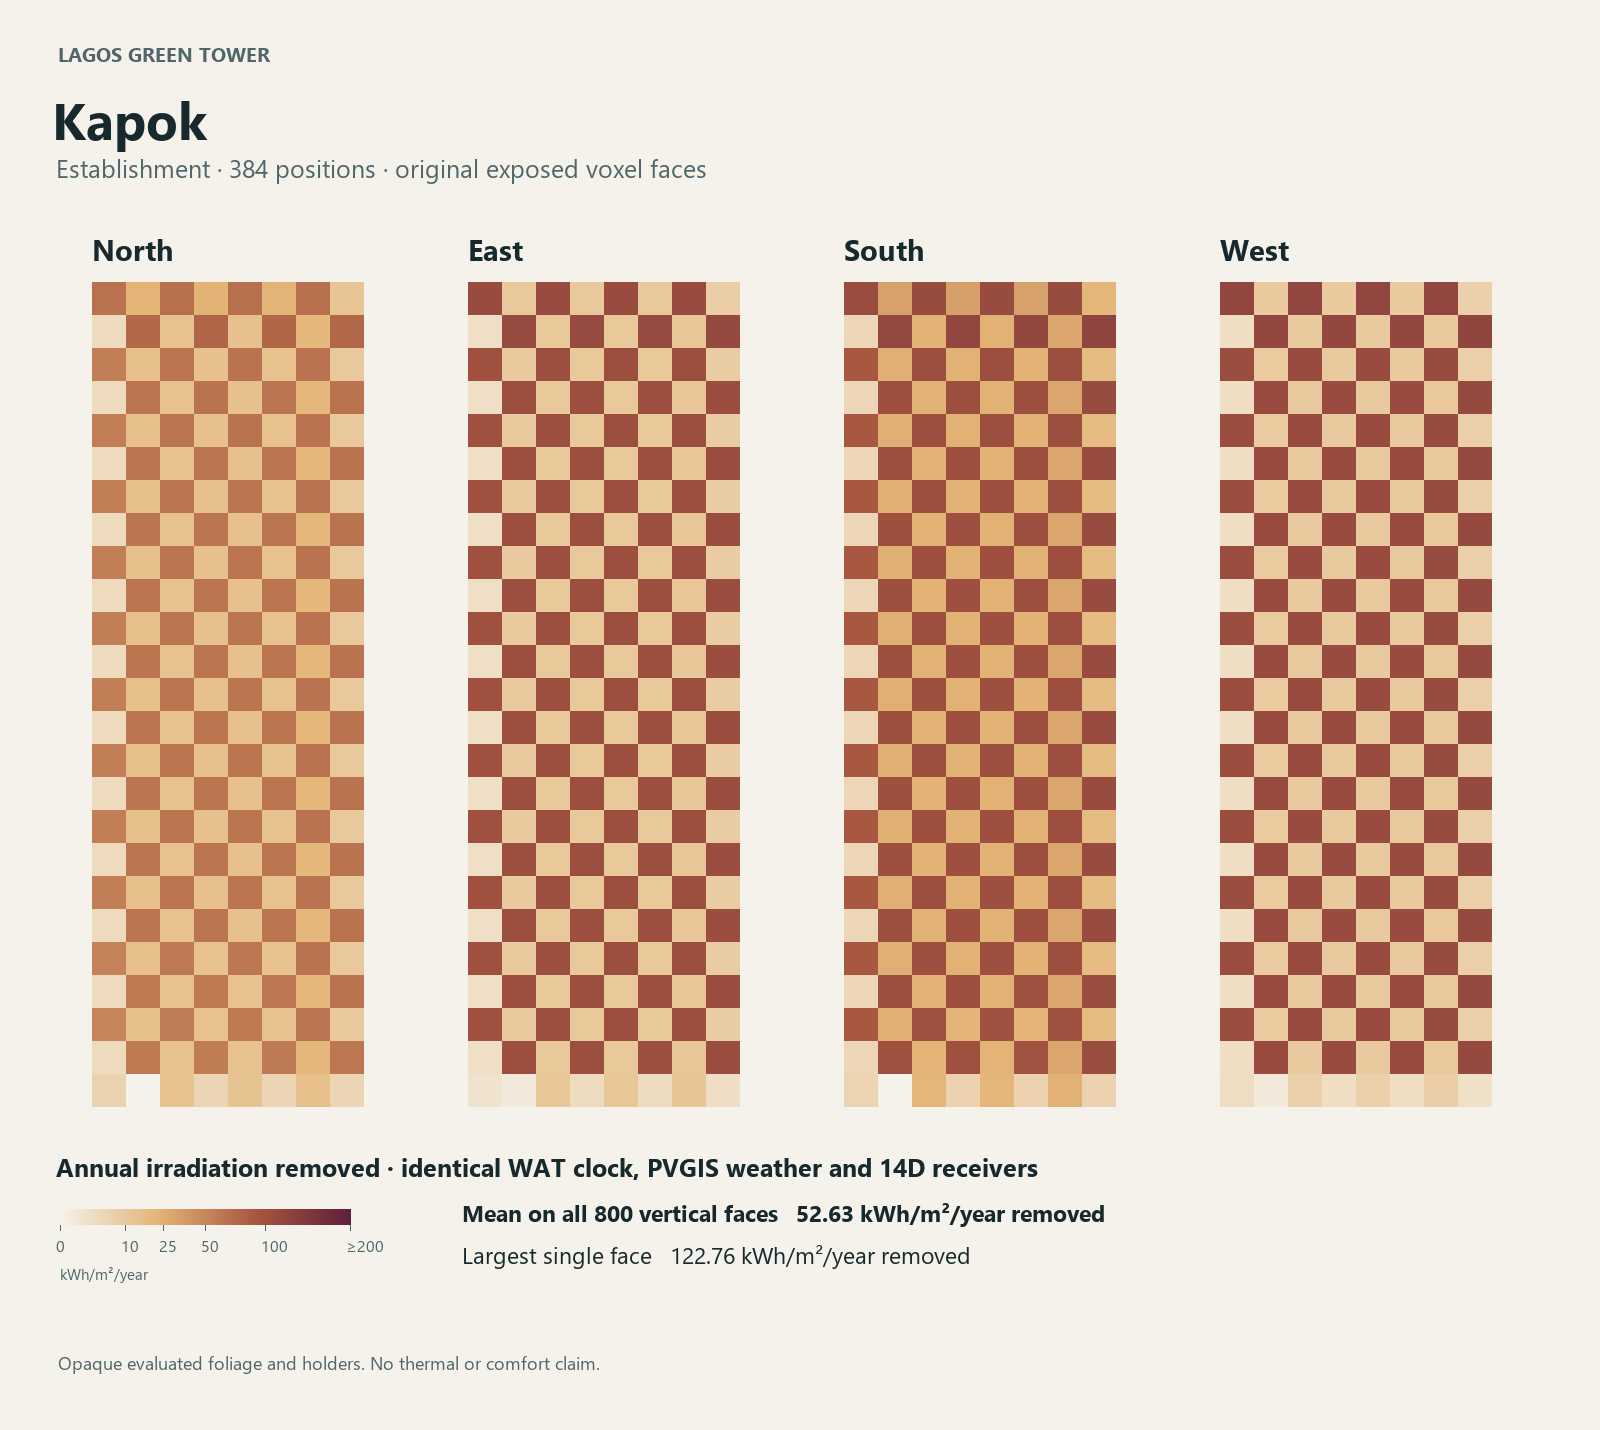 LAGOS GREEN TOWER
Kapok
Establishment · 384 positions · original exposed voxel faces
North East South West
Annual irradiation removed · identical WAT clock, PVGIS weather and 14D receivers
Mean on all 800 vertical faces 52.63 kWh/m²/year removed
0 10 25 50 100 ≥200
Largest single face 122.76 kWh/m²/year removed
kWh/m²/year
Opaque evaluated foliage and holders. No thermal or comfort claim.